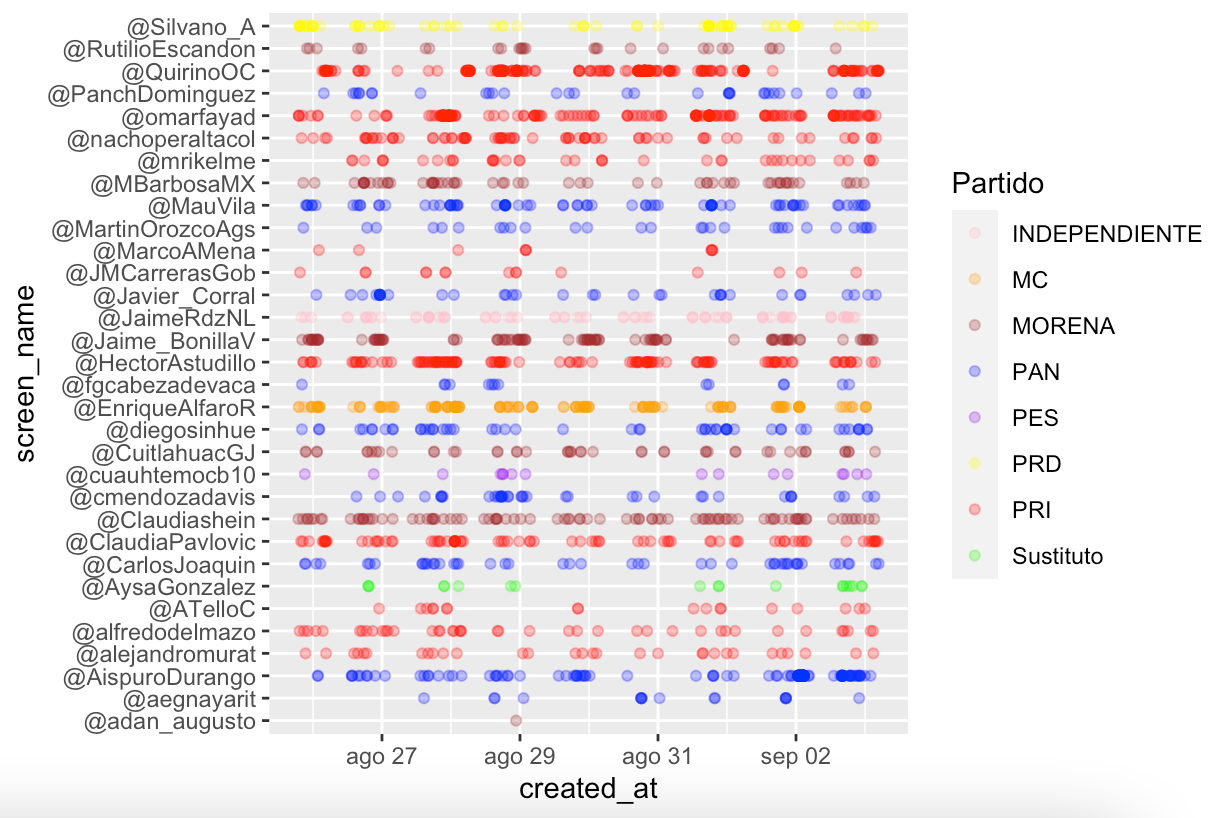 @Silvano_A
@RutilioEscandon
@QuirinoOC
@PanchDominguez
@omarfayad
@nachoperaltacol
@mrikelme
@MBarbosaMX
@MauVila
@MartinOrozcoAgs
@MarcoAMena
@JMCarrerasGob
@Javier_Corral
@JaimeRdzNL
@Jaime_BonillaV
@HectorAstudillo
@fgcabezadevaca
@EnriqueAlfaroR
@diegosinhue
@CuitlahuacGJ
@cuauhtemocb10
@cmendozadavis
@Claudiashein
@ClaudiaPavlovic
@CarlosJoaquin
@AysaGonzalez
@ATelloC
@alfredodelmazo
@alejandromurat
@AispuroDurango
@aegnayarit
@adan_augusto
screen_name
ago 27 ago 29 ago 31 sep 02
created_at
Partido
INDEPENDIENTE
MC
MORENA
PAN
PES
PRD
PRI
Sustituto